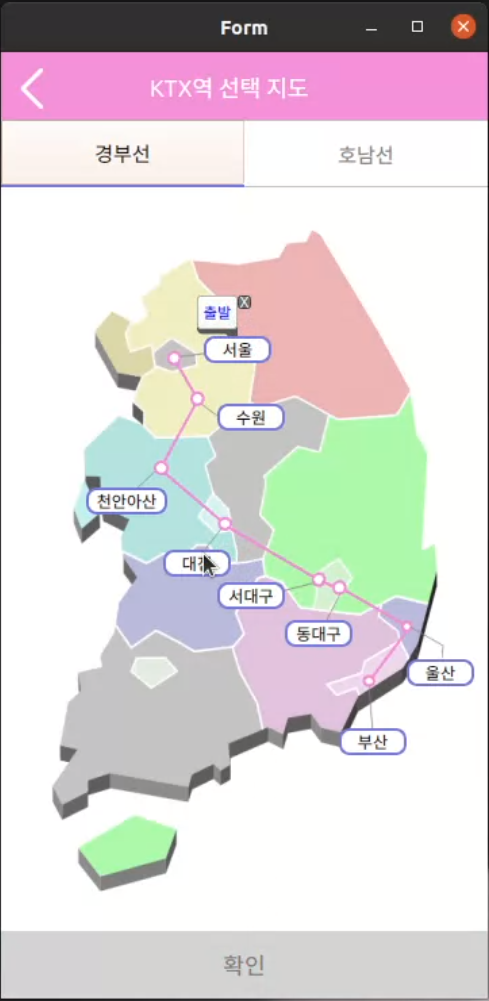 Form
KTX역 선택 지도
경부선
호남선
출발
X
서울
수원
천안아산
대전
서대구
동대구
울산
부산
확인